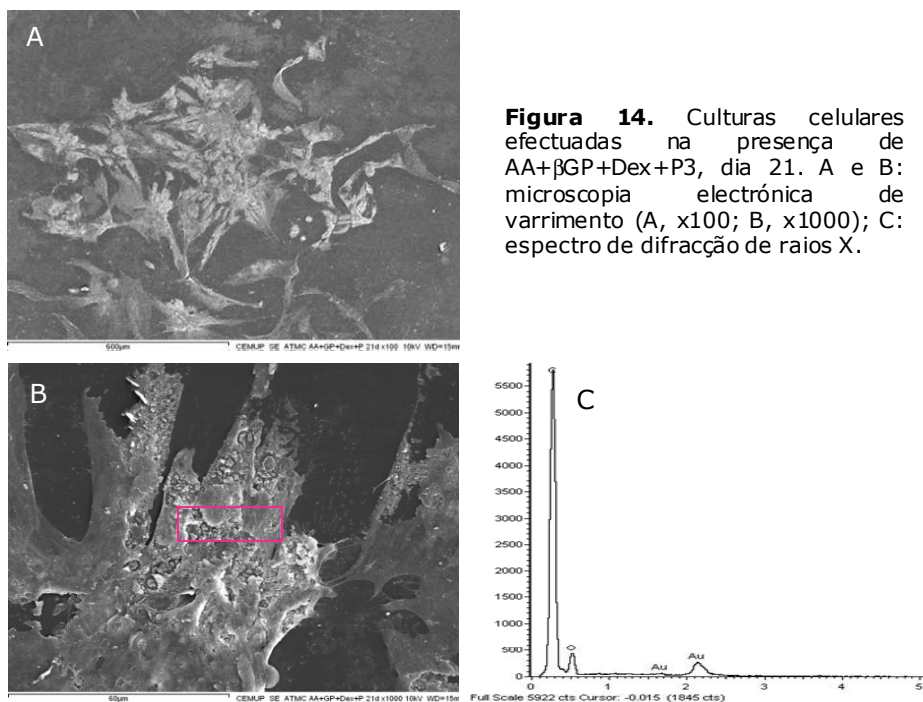 A
Figura 14. Culturas celulares
efectuadas na presença de
AA+βGP+Dex+P3, dia 21. A e B:
microscopia electrónica de
varrimento (A, x100; B, x1000); C:
espectro de difracção de raios X.
600µm CEMUP SE ATMC AA+GP+Dex+P 21d x100 10kV WD=15m
B
60µm CEMUP SE ATMC AA+GP+Dex+P 21d x1000 10kV WD=15m
C
C
5500
5000
4500
4000
3500
3000
2500
2000
1500
1000
500
O
Au
Au
0 1 2 3 4 5
Full Scale 5922 cts Cursor: -0.015 (1845 cts)